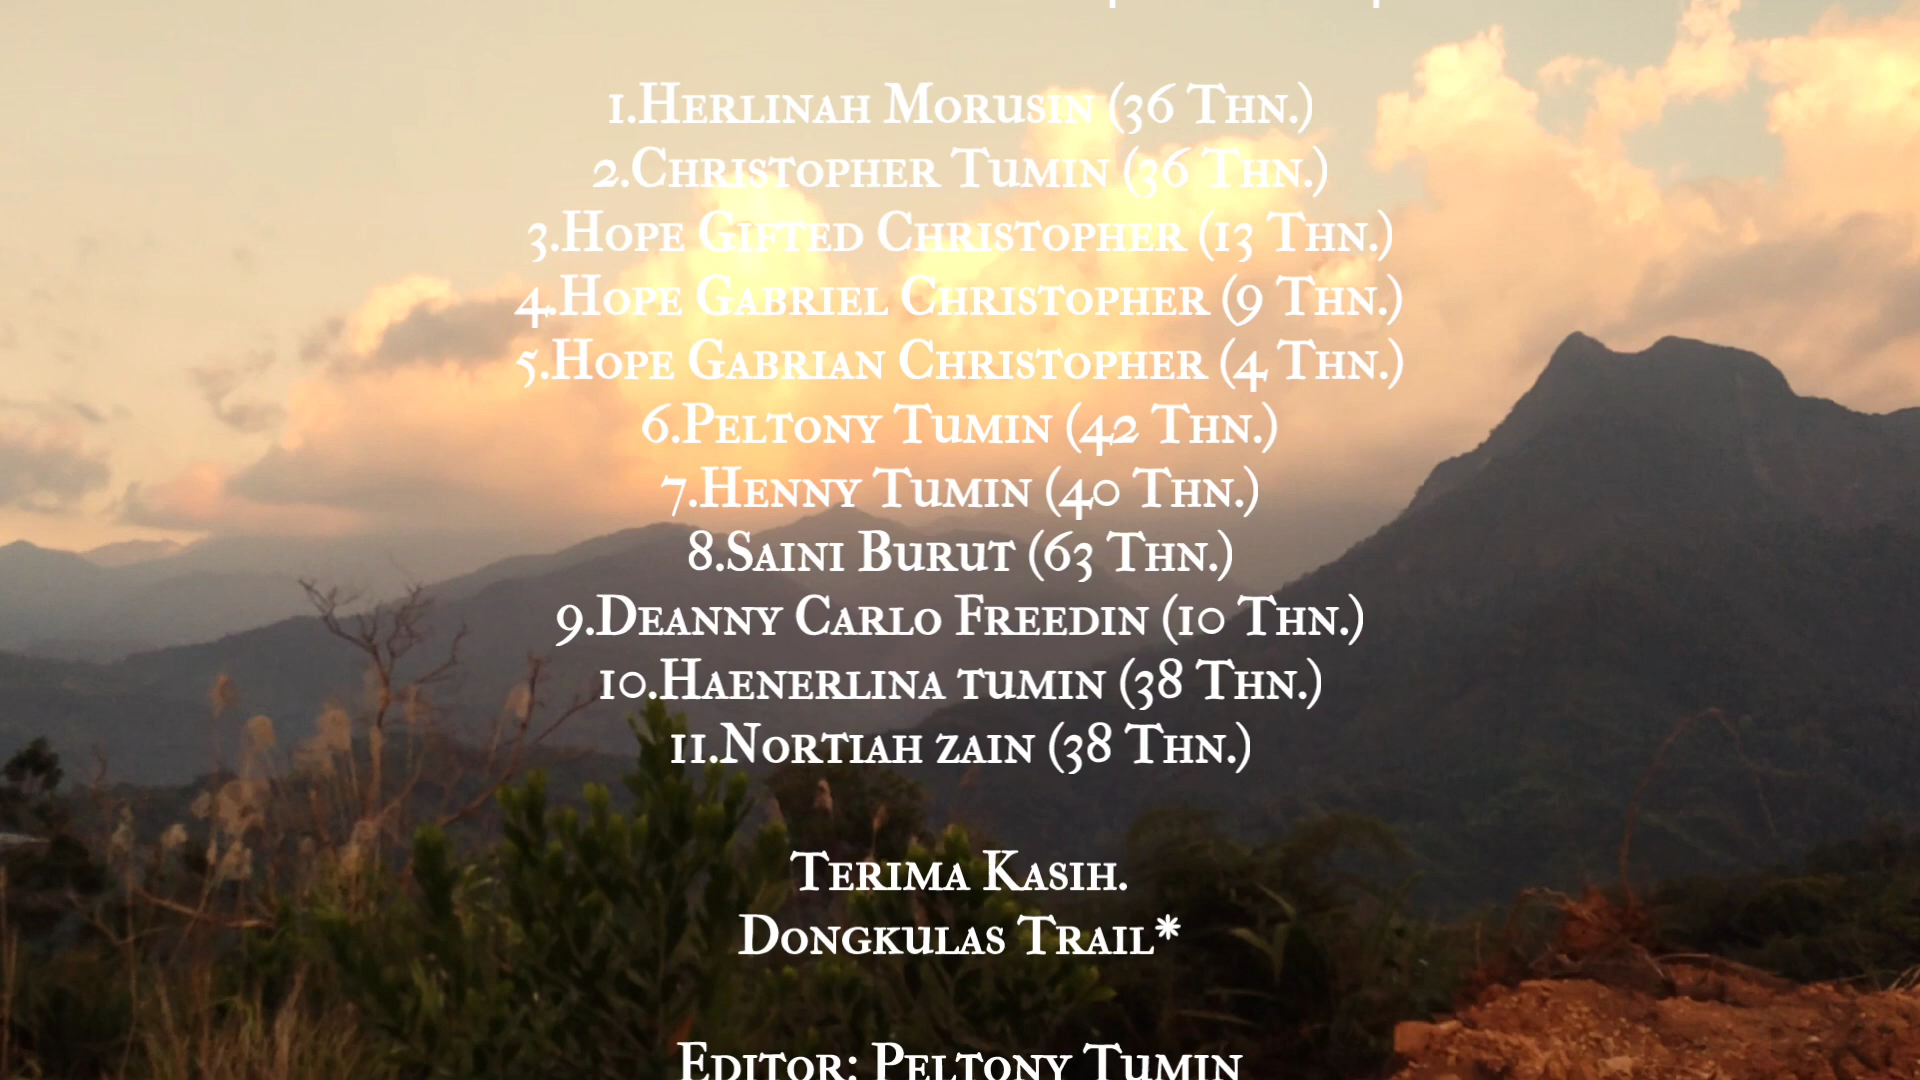 1.Herlinah Morusin (36 Thn.)
2.Christopher Tumin (36 Thn.)
3.Hope Gifted Christopher (13 Thn.)
4.Hope Gabriel Christopher (9 Thn.)
5.Hope Gabrian Christopher (4 Thn.)
6.Peltony Tumin (42 Thn.)
7.Henny Tumin (40 Thn.)
8.Saini Burut (63 Thn.)
9.Deanny Carlo Freedin (10 Thn.)
10.Haenerlina tumin (38 Thn.)
11.Nortiah zain (38 Thn.)
Terima Kasih.
Dongkulas Trail*
Editor: Peltony Tumin